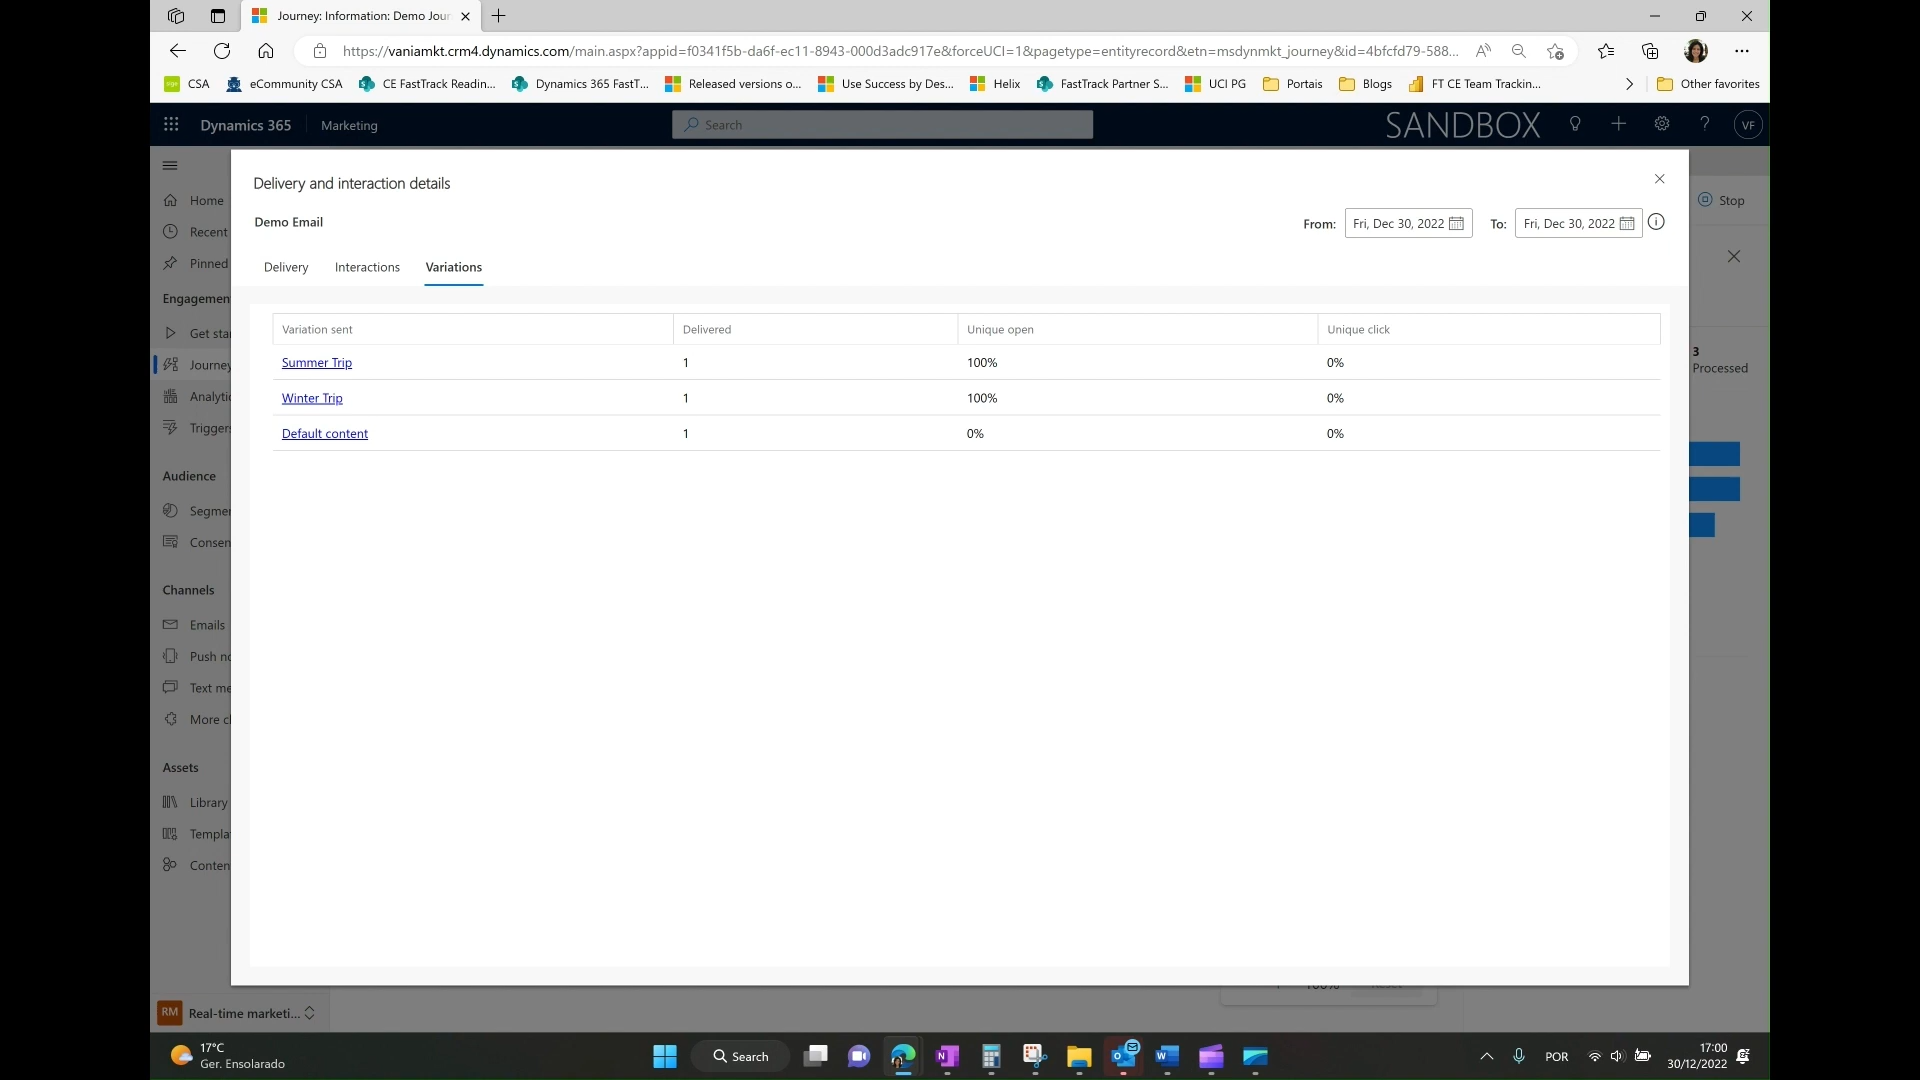 Journey: Information: Demo Jour
https://vaniamkt.crm4.dynamics.com/main.aspx?appid=f0341f5b-da6f-ec11-8943-000d3adc917e&forceUCI=1&pagetype=entityrecord&etn=msdynmkt_journey&id=4bfcfd79-588...
CSA eCommunity CSA CE FastTrack Readin... Dynamics 365 FastT... Released versions o... Use Success by Des... Helix FastTrack Partner S... UCI PG Portais Blogs FT CE Team Trackin... Other favorites
Dynamics 365 Marketing Search SANDBOX VF
Delivery and interaction details
Demo Email
From: Fri, Dec 30, 2022 To: Fri, Dec 30, 2022
Delivery Interactions Variations
Variation sent Delivered Unique open Unique click
Summer Trip 1 100% 0%
Winter Trip 1 100% 0%
Default content 1 0% 0%
Home
Recent
Pinned
Engagemen
Get star
Journey
Analytic
Triggers
Audience
Segmen
Consen
Channels
Emails
Push no
Text me
More ch
Assets
Library
Templa
Conten
RM Real-time marketi...
Stop
3
Processed
100%
17°C
Ger. Ensolarado
Search
POR
17:00
30/12/2022